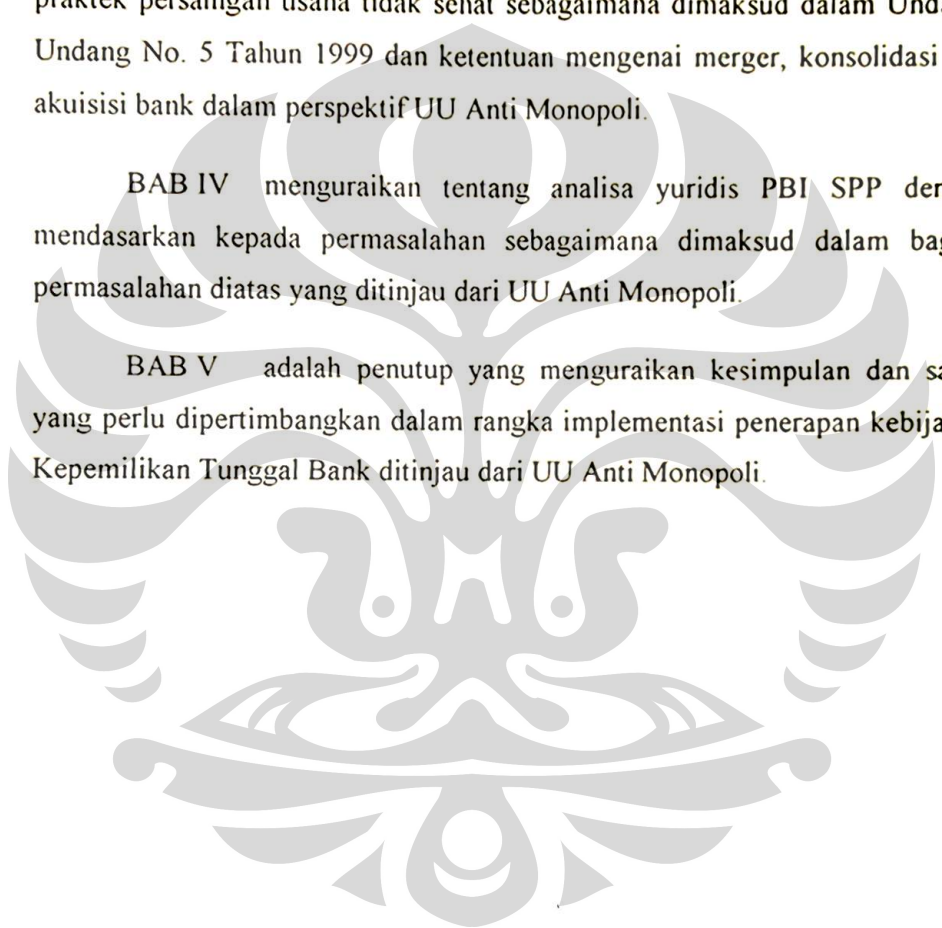 praktek persaingan usaha tidak sehat sebagaimana dimaksud dalam
Undang No. 5 Tahun 1999 dan ketentuan mengenai merger, konsolidasi
akuisisi bank dalam perspektif UU Anti Monopoli.
BAB IV menguraikan tentang analisa yuridis PBI SPP
mendasarkan kepada permasalahan sebagaimana dimaksud dalam
permasalahan diatas yang ditinjau dari UU Anti Monopoli.
BAB V adalah penutup yang menguraikan kesimpulan dan
yang perlu dipertimbangkan dalam rangka implementasi penerapan
Kepemilikan Tunggal Bank ditinjau dari UU Anti Monopoli.